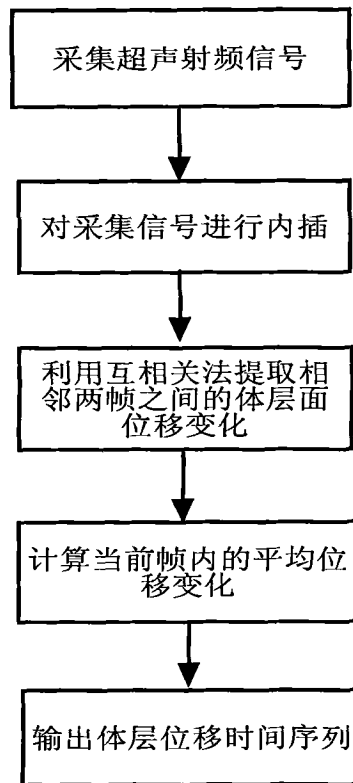 采集超声射频信号
对采集信号进行内插
利用互相关法提取相
邻两帧之间的体层面
位移变化
计算当前帧内的平均位
移变化
输出体层位移时间序列